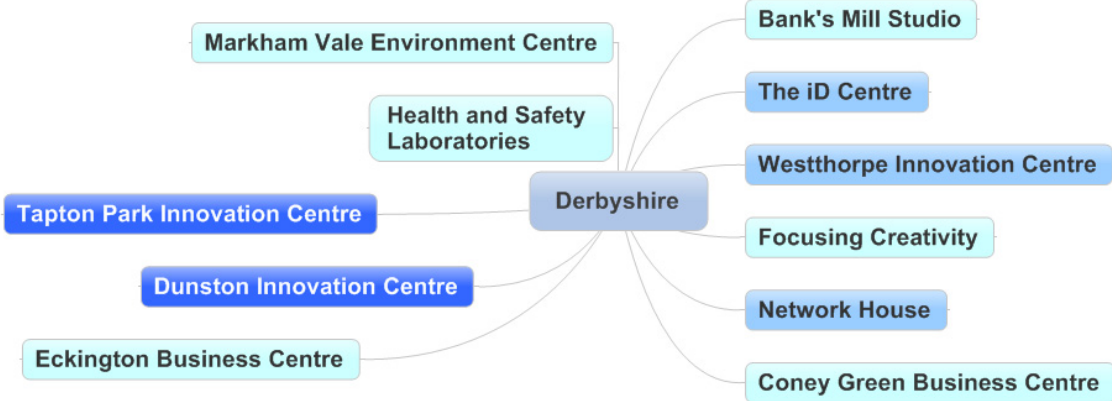 Markham Vale Environment Centre
Health and Safety
Laboratories
Tapton Park Innovation Centre
Dunston Innovation Centre
Eckington Business Centre
Derbyshire
Bank's Mill Studio
The iD Centre
Westthorpe Innovation Centre
Focusing Creativity
Network House
Coney Green Business Centre